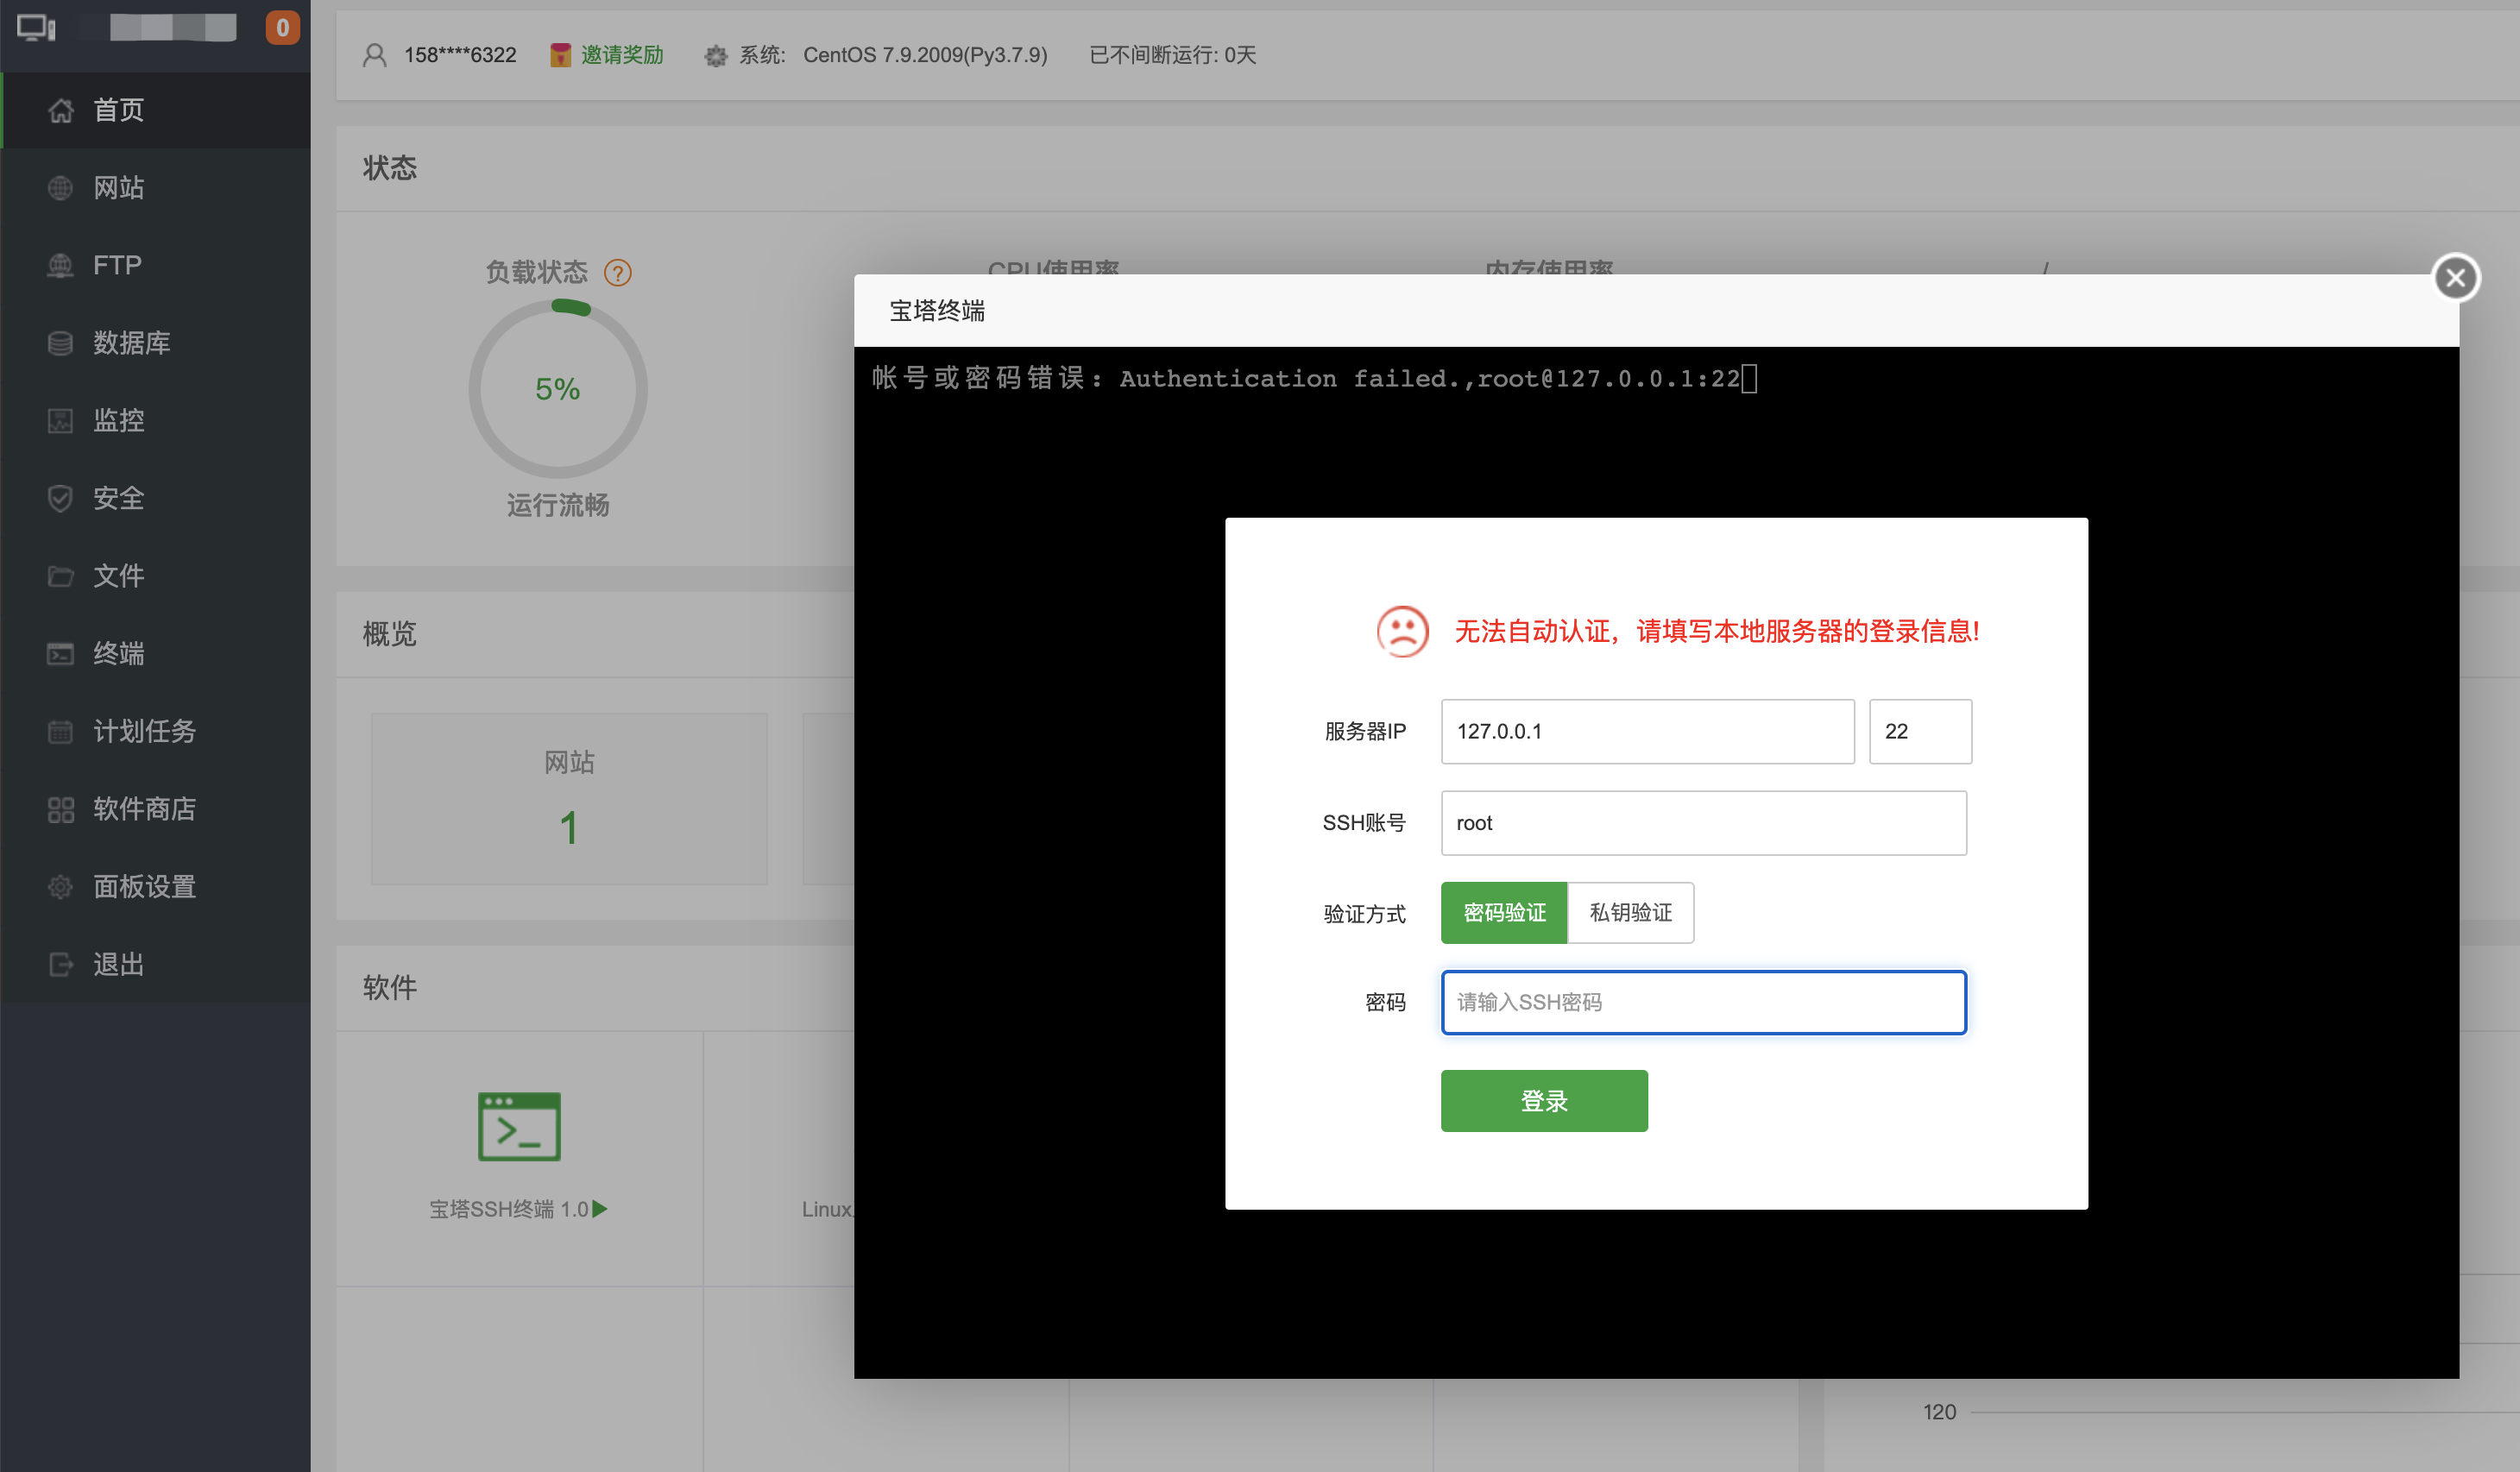 0
首页
网站
FTP
数据库
监控
安全
文件
终端
计划任务
软件商店
面板设置
退出
158****6322 邀请奖励 系统: CentOS 7.9.2009(Py3.7.9) 已不间断运行: 0天
状态
负载状态 ? CPU使用率 内存使用率 /
5%
运行流畅
概览
网站
1
软件
宝塔SSH终端 1.0
Linux
120
宝塔终端
帐号或密码错误: Authentication failed.,root@127.0.0.1:22
无法自动认证，请填写本地服务器的登录信息!
服务器IP 127.0.0.1 22
SSH账号 root
验证方式 密码验证 私钥验证
密码 请输入SSH密码
登录